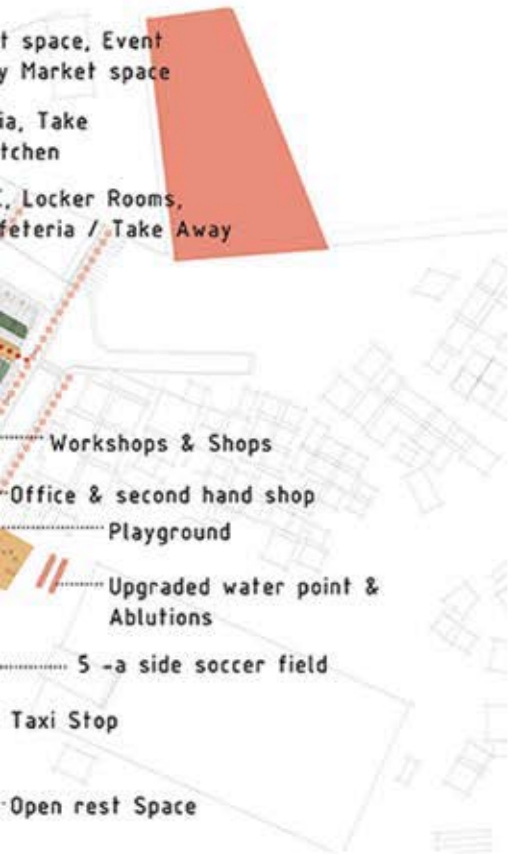 t space, Event
y Market space
ia, Take
tchen
, Locker Rooms,
feteria / Take Away
Workshops & Shops
Office & second hand shop
Playground
Upgraded water point &
Ablutions
5 -a side soccer field
Taxi Stop
Open rest Space